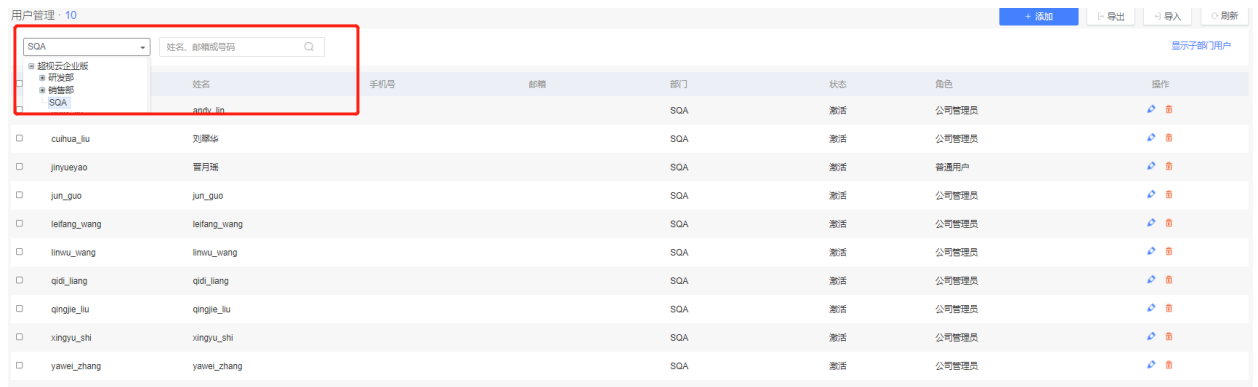 用户管理 · 10
+ 添加 导出 导入 刷新
SQA 姓名、邮箱或号码 显示子部门用户
超视云企业版
研发部
销售部
SQA
姓名 手机号 邮箱 部门 状态 角色 操作
andy_lin SQA 激活 公司管理员
cuihua_liu 刘翠华 SQA 激活 公司管理员
jinyueyao 晋月瑶 SQA 激活 普通用户
jun_guo jun_guo SQA 激活 公司管理员
leifang_wang leifang_wang SQA 激活 公司管理员
linwu_wang linwu_wang SQA 激活 公司管理员
qidi_liang qidi_liang SQA 激活 公司管理员
qingjie_liu qingjie_liu SQA 激活 公司管理员
xingyu_shi xingyu_shi SQA 激活 公司管理员
yawei_zhang yawei_zhang SQA 激活 公司管理员